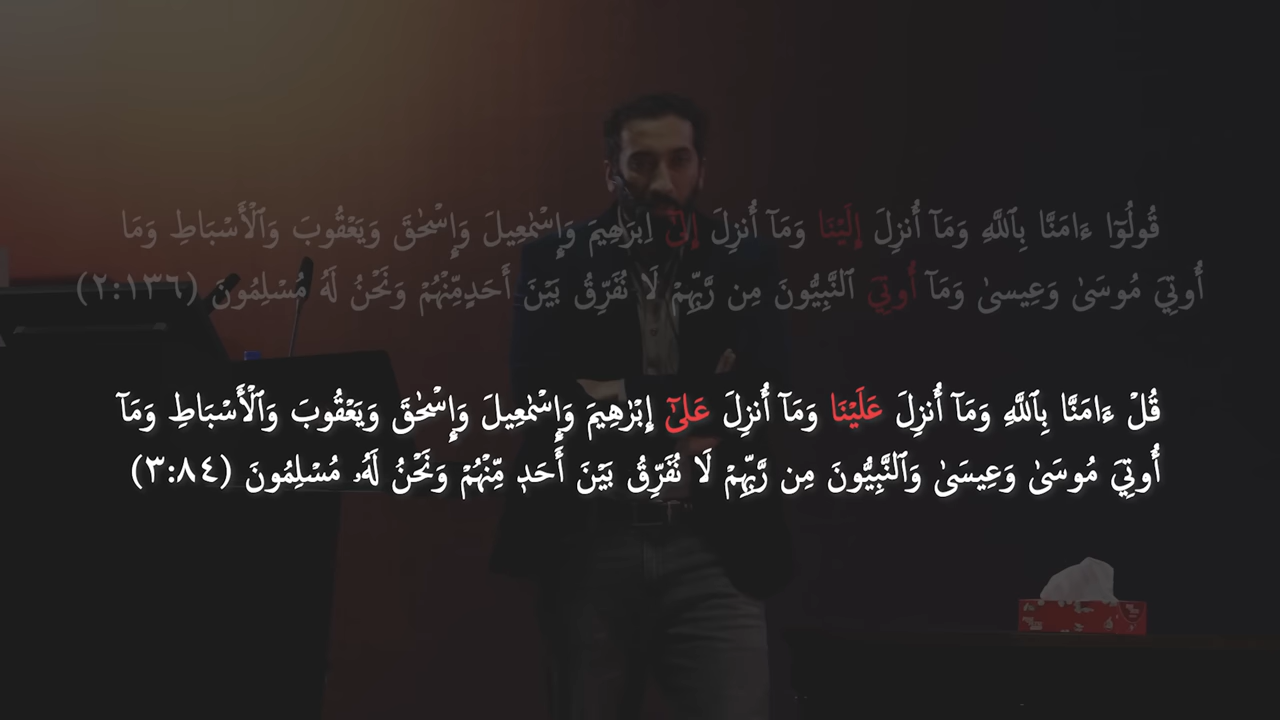 قُولُوٓا۟ ءَامَنَّا بِٱللَّهِ وَمَآ أُنزِلَ إِلَيْنَا وَمَآ أُنزِلَ إِلَىٰٓ إِبْرَٰهِيمَ وَإِسْمَٰعِيلَ وَإِسْحَٰقَ وَيَعْقُوبَ وَٱلْأَسْبَاطِ وَمَآ
أُوتِىَ مُوسَىٰ وَعِيسَىٰ وَمَآ أُوتِىَ ٱلنَّبِيُّونَ مِن رَّبِّهِمْ لَا نُفَرِّقُ بَيْنَ أَحَدٍ مِّنْهُمْ وَنَحْنُ لَهُۥ مُسْلِمُونَ (٢:١٣٦)
قُلْ ءَامَنَّا بِٱللَّهِ وَمَآ أُنزِلَ عَلَيْنَا وَمَآ أُنزِلَ عَلَىٰٓ إِبْرَٰهِيمَ وَإِسْمَٰعِيلَ وَإِسْحَٰقَ وَيَعْقُوبَ وَٱلْأَسْبَاطِ وَمَآ
أُوتِىَ مُوسَىٰ وَعِيسَىٰ وَٱلنَّبِيُّونَ مِن رَّبِّهِمْ لَا نُفَرِّقُ بَيْنَ أَحَدٍ مِّنْهُمْ وَنَحْنُ لَهُۥ مُسْلِمُونَ (٣:٨٤)